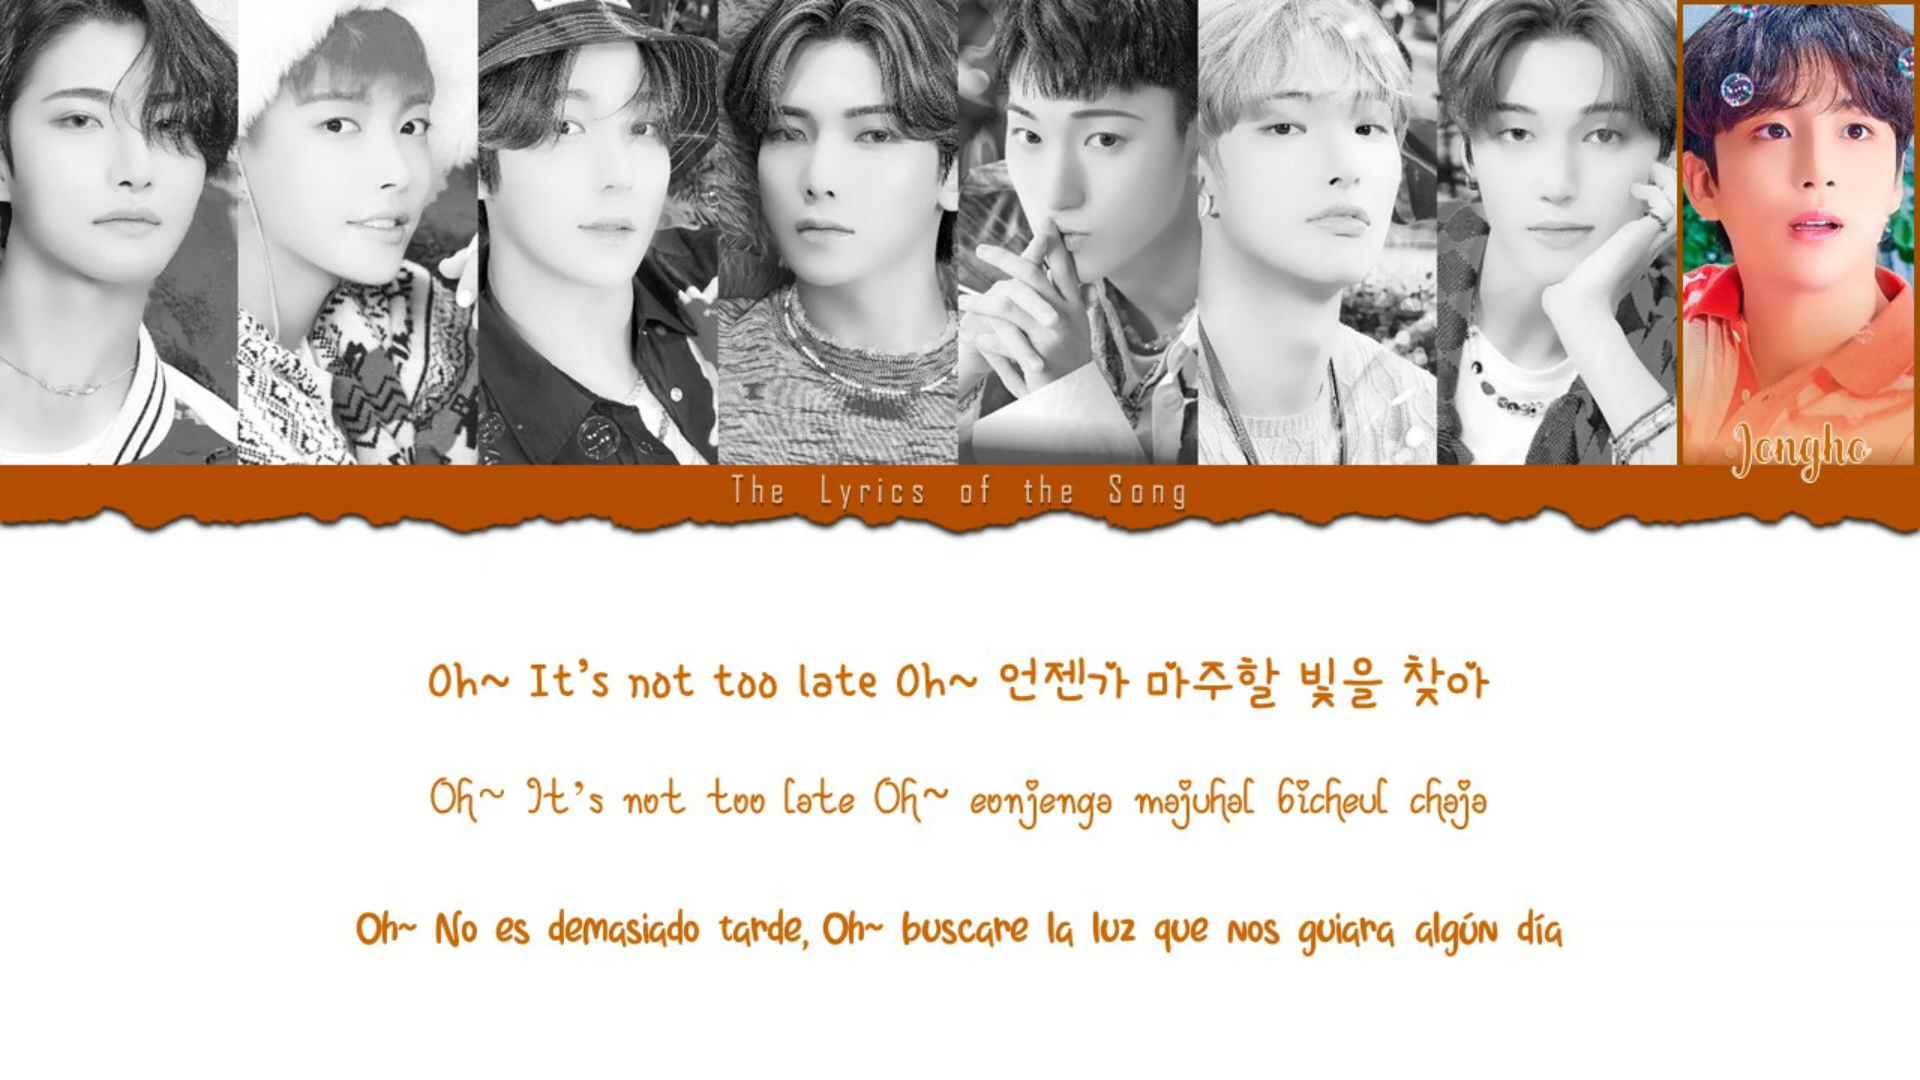 Jongho
The Lyrics of the Song
Oh~ It's not too late Oh~ 언젠가 마주할 빛을 찾아
Oh~ It's not too late Oh~ eonjenga majuhal bicheul chaja
Oh~ No es demasiado tarde, Oh~ buscare la luz que nos guiara algún día